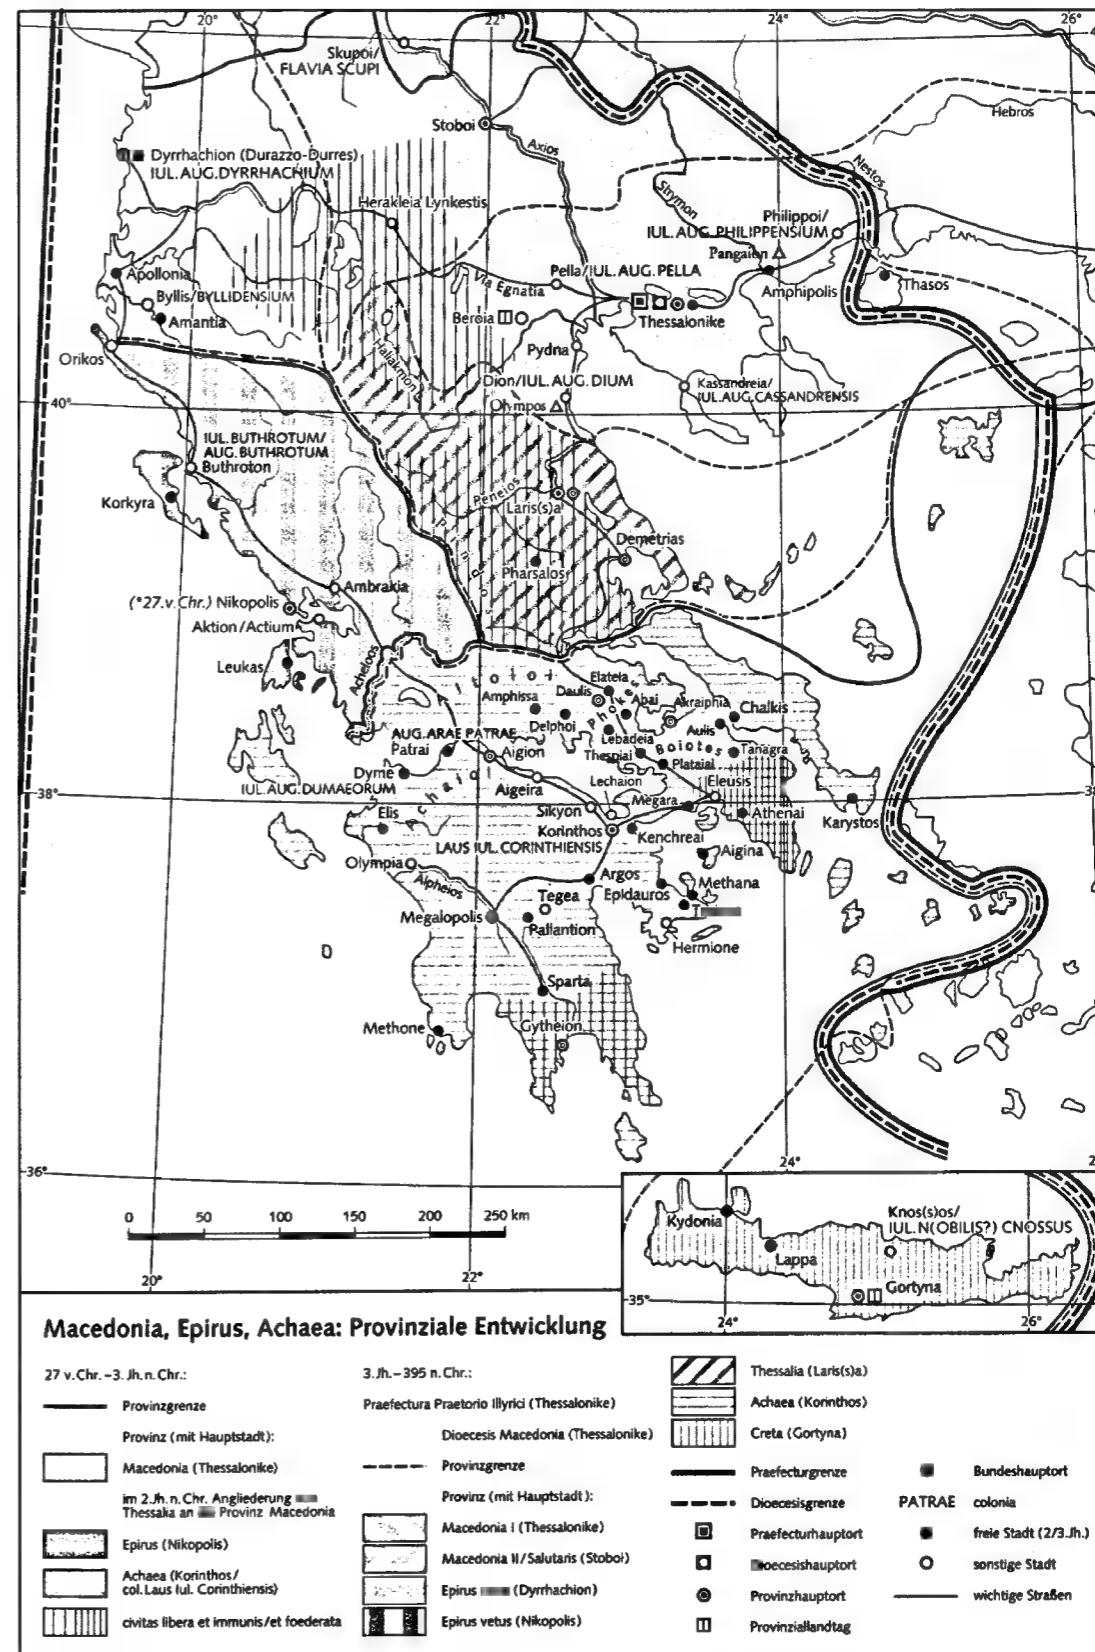 20°
22°
24°
26°
Skupoi/
FLAVIA SCUPI
Stoboi
Axios
Hebros
Nestos
Strymon
Dyrrhachion (Durazzo-Durres)
IUL.AUG.DYRRHACHIUM
Herakleia Lynkestis
Philippoi/
IUL.AUG.PHILIPPENSIUM
Pangaion
Apollonia
Via Egnatia
Pella/IUL.AUG.PELLA
Amphipolis
Thasos
Byllis/BYLLIDENSIUM
Amantia
Beroia
Thessalonike
Orikos
Haliakmon
Pydna
Dion/IUL.AUG.DIUM
Kassandreia/
IUL.AUG.CASSANDRENSIS
40°
Olympos
IUL.BUTHROTUM/
AUG.BUTHROTUM
Buthroton
Korkyra
Peneios
Laris(s)a
Demetrias
Pharsalos
Ambrakia
(*27.v.Chr.) Nikopolis
Aktion/Actium
Leukas
Acheloos
Elateia
Amphissa
Daulis
Abai
Akraiphia
Chalkis
Delphoi
Aulis
AUG.ARAE PATRAE
Patrai
Lebadeia
Boiotes
Tanagra
Aigion
Thespiai
Plataiai
Dyme
IUL.AUG.DUMAEORUM
Aigeira
Lechaion
Eleusis
38°
Sikyon
Megara
Athenai
Karystos
Elis
Korinthos
Kenchreai
LAUS IUL.CORINTHIENSIS
Aigina
Olympia
Alpheios
Argos
Epidauros
Methana
Tegea
Megalopolis
Pallantion
Hermione
Sparta
Methone
Gytheion
36°
24°
0 50 100 150 200 250 km
20°
22°
Kydonia
Knos(s)os/
IUL.N(OBILIS?) CNOSSUS
Lappa
Gortyna
35°
24°
26°
Macedonia, Epirus, Achaea: Provinziale Entwicklung
27 v.Chr.–3. Jh. n. Chr.:
Provinzgrenze
Provinz (mit Hauptstadt):
Macedonia (Thessalonike)
im 2. Jh. n. Chr. Angliederung
Thessalia an Provinz Macedonia
Epirus (Nikopolis)
Achaea (Korinthos/
col. Laus Iul. Corinthiensis)
civitas libera et immunis/et foederata
3. Jh.–395 n. Chr.:
Praefectura Praetorio Illyrici (Thessalonike)
Dioecesis Macedonia (Thessalonike)
Provinzgrenze
Provinz (mit Hauptstadt):
Macedonia I (Thessalonike)
Macedonia II/Salutaris (Stoboi)
Epirus (Dyrrhachion)
Epirus vetus (Nikopolis)
Thessalia (Laris(s)a)
Achaea (Korinthos)
Creta (Gortyna)
Praefecturgrenze
Dioecesisgrenze
Praefecturhauptort
Provinzhauptort
Provinziallandtag
Bundeshauptort
PATRAE colonia
freie Stadt (2/3. Jh.)
sonstige Stadt
wichtige Straßen